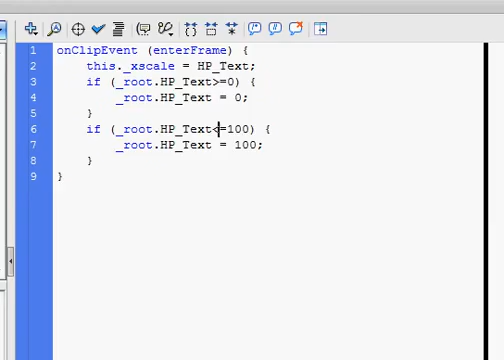 1 onClipEvent (enterFrame) {
2 this._xscale = HP_Text;
3 if (_root.HP_Text>=0) {
4 _root.HP_Text = 0;
5 }
6 if (_root.HP_Text<=100) {
7 _root.HP_Text = 100;
8 }
9 }